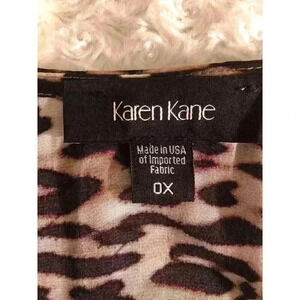 Karen Kane
Made in USA
of Imported
Fabric
0X